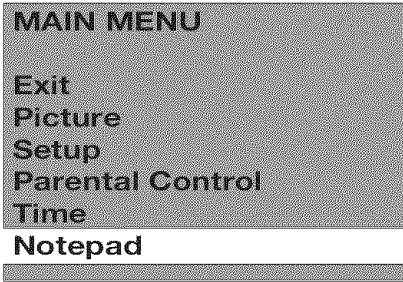 MAIN MENU
Exit
Picture
Setup
Parental Control
Time
Notepad